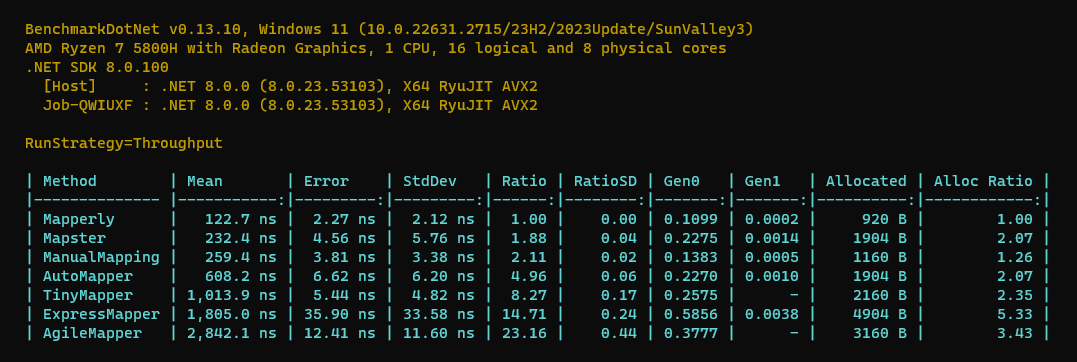 BenchmarkDotNet v0.13.10, Windows 11 (10.0.22631.2715/23H2/2023Update/SunValley3)
AMD Ryzen 7 5800H with Radeon Graphics, 1 CPU, 16 logical and 8 physical cores
.NET SDK 8.0.100
  [Host]     : .NET 8.0.0 (8.0.23.53103), X64 RyuJIT AVX2
  Job-QWIUXF : .NET 8.0.0 (8.0.23.53103), X64 RyuJIT AVX2

RunStrategy=Throughput

| Method        | Mean       | Error    | StdDev   | Ratio | RatioSD | Gen0   | Gen1   | Allocated | Alloc Ratio |
|-------------- |-----------:|---------:|---------:|------:|--------:|-------:|-------:|----------:|------------:|
| Mapperly      |   122.7 ns |  2.27 ns |  2.12 ns |  1.00 |    0.00 | 0.1099 | 0.0002 |     920 B |        1.00 |
| Mapster       |   232.4 ns |  4.56 ns |  5.76 ns |  1.88 |    0.04 | 0.2275 | 0.0014 |    1904 B |        2.07 |
| ManualMapping |   259.4 ns |  3.81 ns |  3.38 ns |  2.11 |    0.02 | 0.1383 | 0.0005 |    1160 B |        1.26 |
| AutoMapper    |   608.2 ns |  6.62 ns |  6.20 ns |  4.96 |    0.06 | 0.2270 | 0.0010 |    1904 B |        2.07 |
| TinyMapper    | 1,013.9 ns |  5.44 ns |  4.82 ns |  8.27 |    0.17 | 0.2575 |      - |    2160 B |        2.35 |
| ExpressMapper | 1,805.0 ns | 35.90 ns | 33.58 ns | 14.71 |    0.24 | 0.5856 | 0.0038 |    4904 B |        5.33 |
| AgileMapper   | 2,842.1 ns | 12.41 ns | 11.60 ns | 23.16 |    0.44 | 0.3777 |      - |    3160 B |        3.43 |